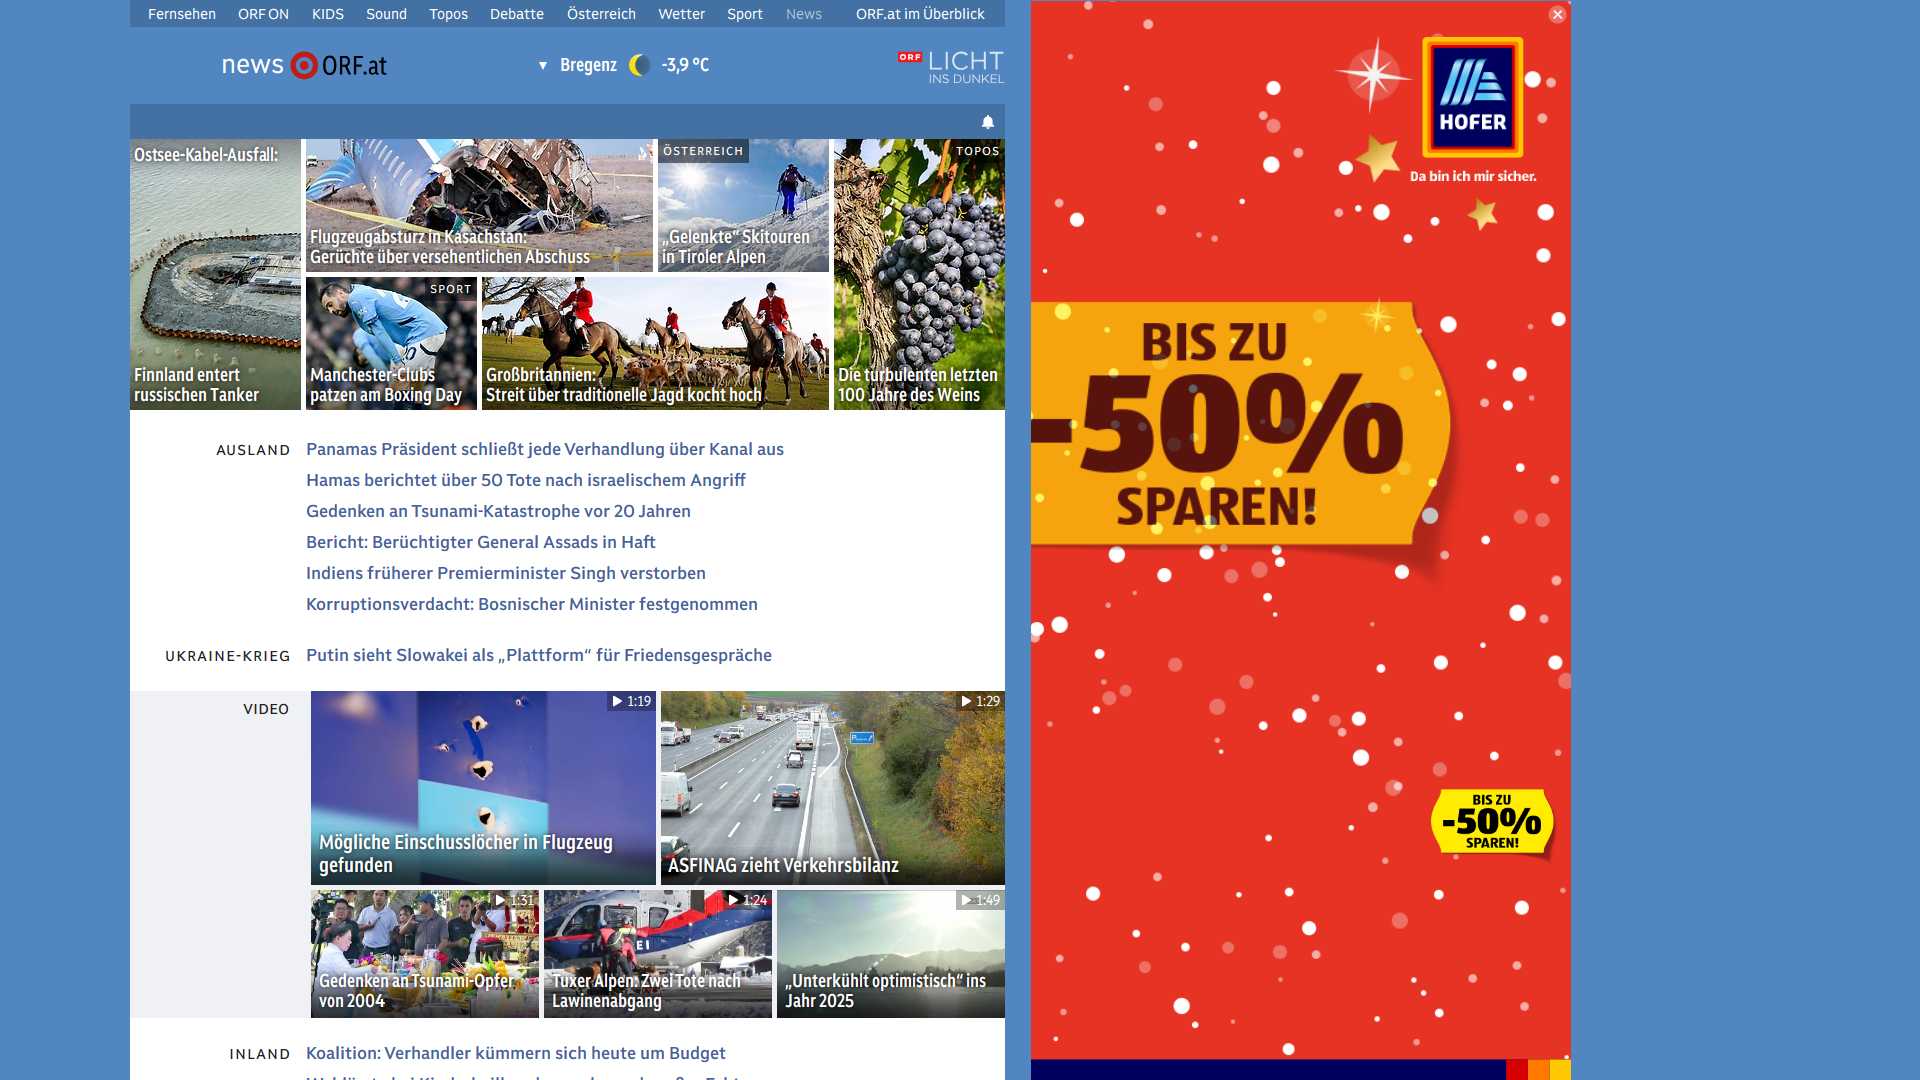 Fernsehen ORF ON KIDS Sound Topos Debatte Österreich Wetter Sport News ORF.at im Überblick
news ORF.at
Bregenz -3,9 °C
ORF LICHT
INS DUNKEL
Ostsee-Kabel-Ausfall:
Finnland entert
russischen Tanker
Flugzeugabsturz in Kasachstan:
Gerüchte über versehentlichen Abschuss
ÖSTERREICH
„Gelenkte“ Skitouren
in Tiroler Alpen
TOPOS
Die turbulenten letzten
100 Jahre des Weins
SPORT
Manchester-Clubs
patzen am Boxing Day
Großbritannien:
Streit über traditionelle Jagd kocht hoch
AUSLAND
Panamas Präsident schließt jede Verhandlung über Kanal aus
Hamas berichtet über 50 Tote nach israelischem Angriff
Gedenken an Tsunami-Katastrophe vor 20 Jahren
Bericht: Berüchtigter General Assads in Haft
Indiens früherer Premierminister Singh verstorben
Korruptionsverdacht: Bosnischer Minister festgenommen
UKRAINE-KRIEG
Putin sieht Slowakei als „Plattform“ für Friedensgespräche
VIDEO
1:19
Mögliche Einschusslöcher in Flugzeug
gefunden
1:29
ASFINAG zieht Verkehrsbilanz
1:31
Gedenken an Tsunami-Opfer
von 2004
1:24
Tuxer Alpen: Zwei Tote nach
Lawinenabgang
1:49
„Unterkühlt optimistisch“ ins
Jahr 2025
INLAND
Koalition: Verhandler kümmern sich heute um Budget
HOFER
Da bin ich mir sicher.
BIS ZU
-50%
SPAREN!
BIS ZU
-50%
SPAREN!